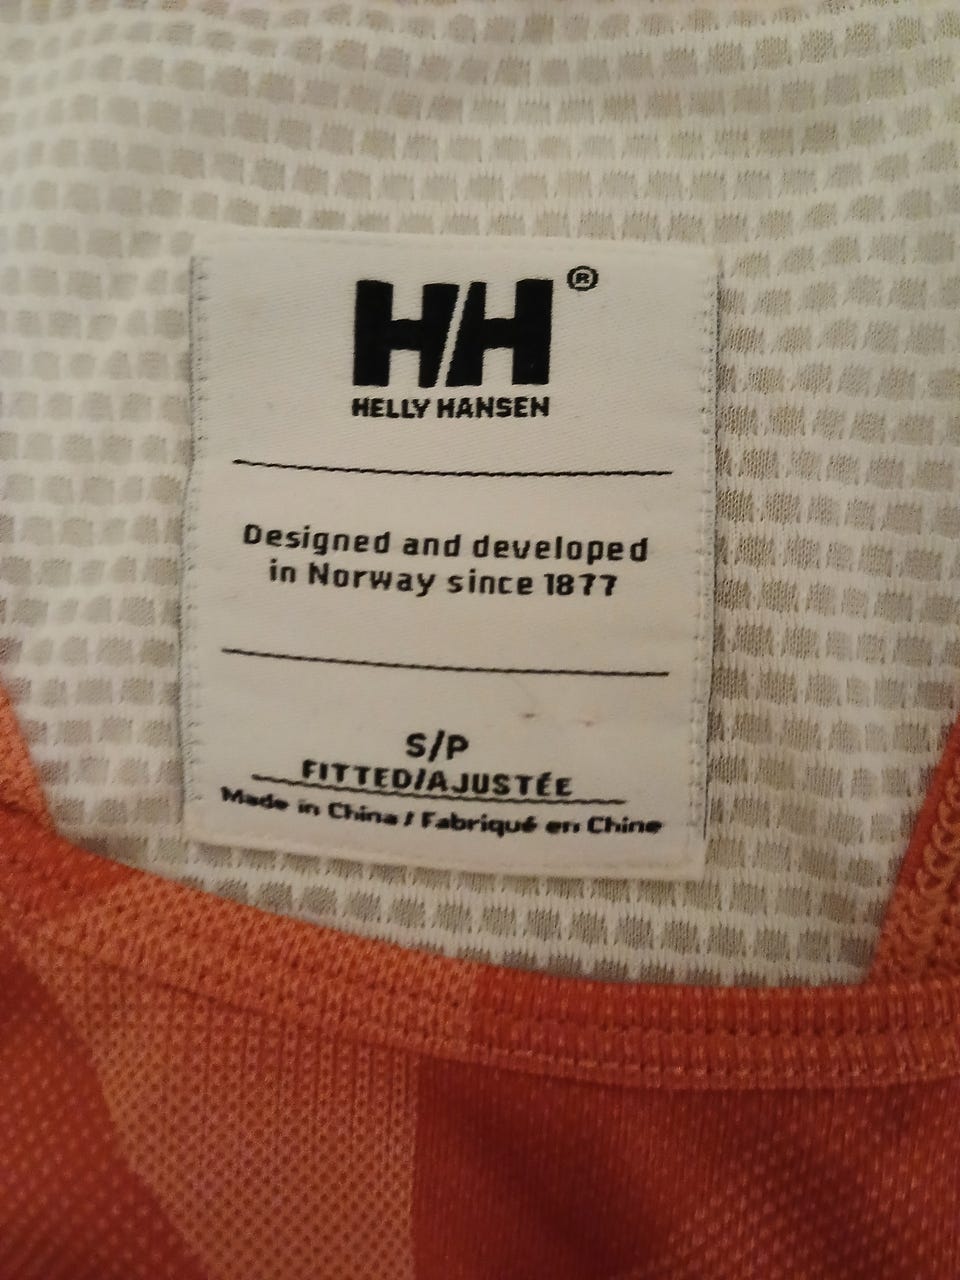 HH®
HELLY HANSEN
Designed and developed
in Norway since 1877
S/P
FITTED/AJUSTÉE
Made in China / Fabriqué en Chine